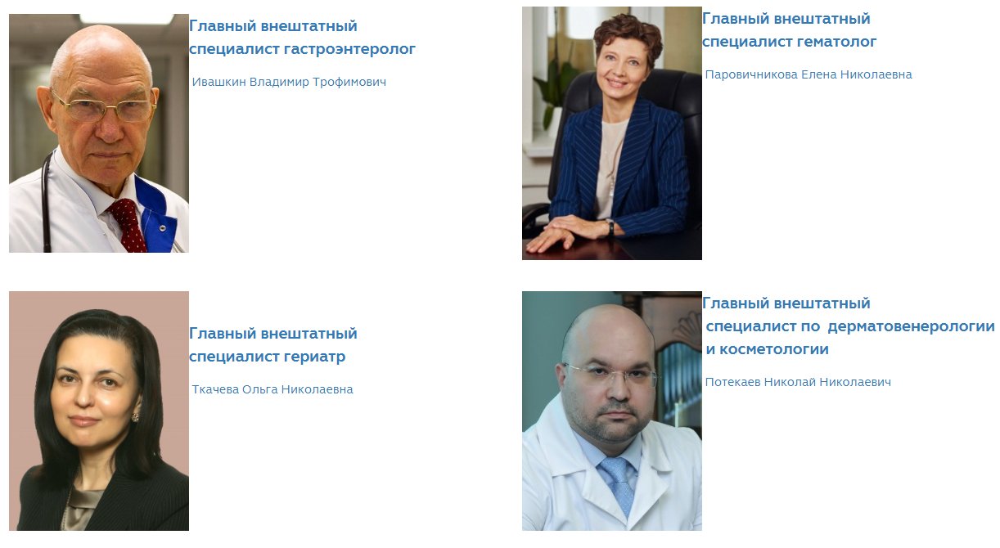 Главный внештатный
специалист гастроэнтеролог
Ивашкин Владимир Трофимович
Главный внештатный
специалист гематолог
Паровичникова Елена Николаевна
Главный внештатный
специалист гериатр
Ткачева Ольга Николаевна
Главный внештатный
специалист по дерматовенерологии
и косметологии
Потекаев Николай Николаевич